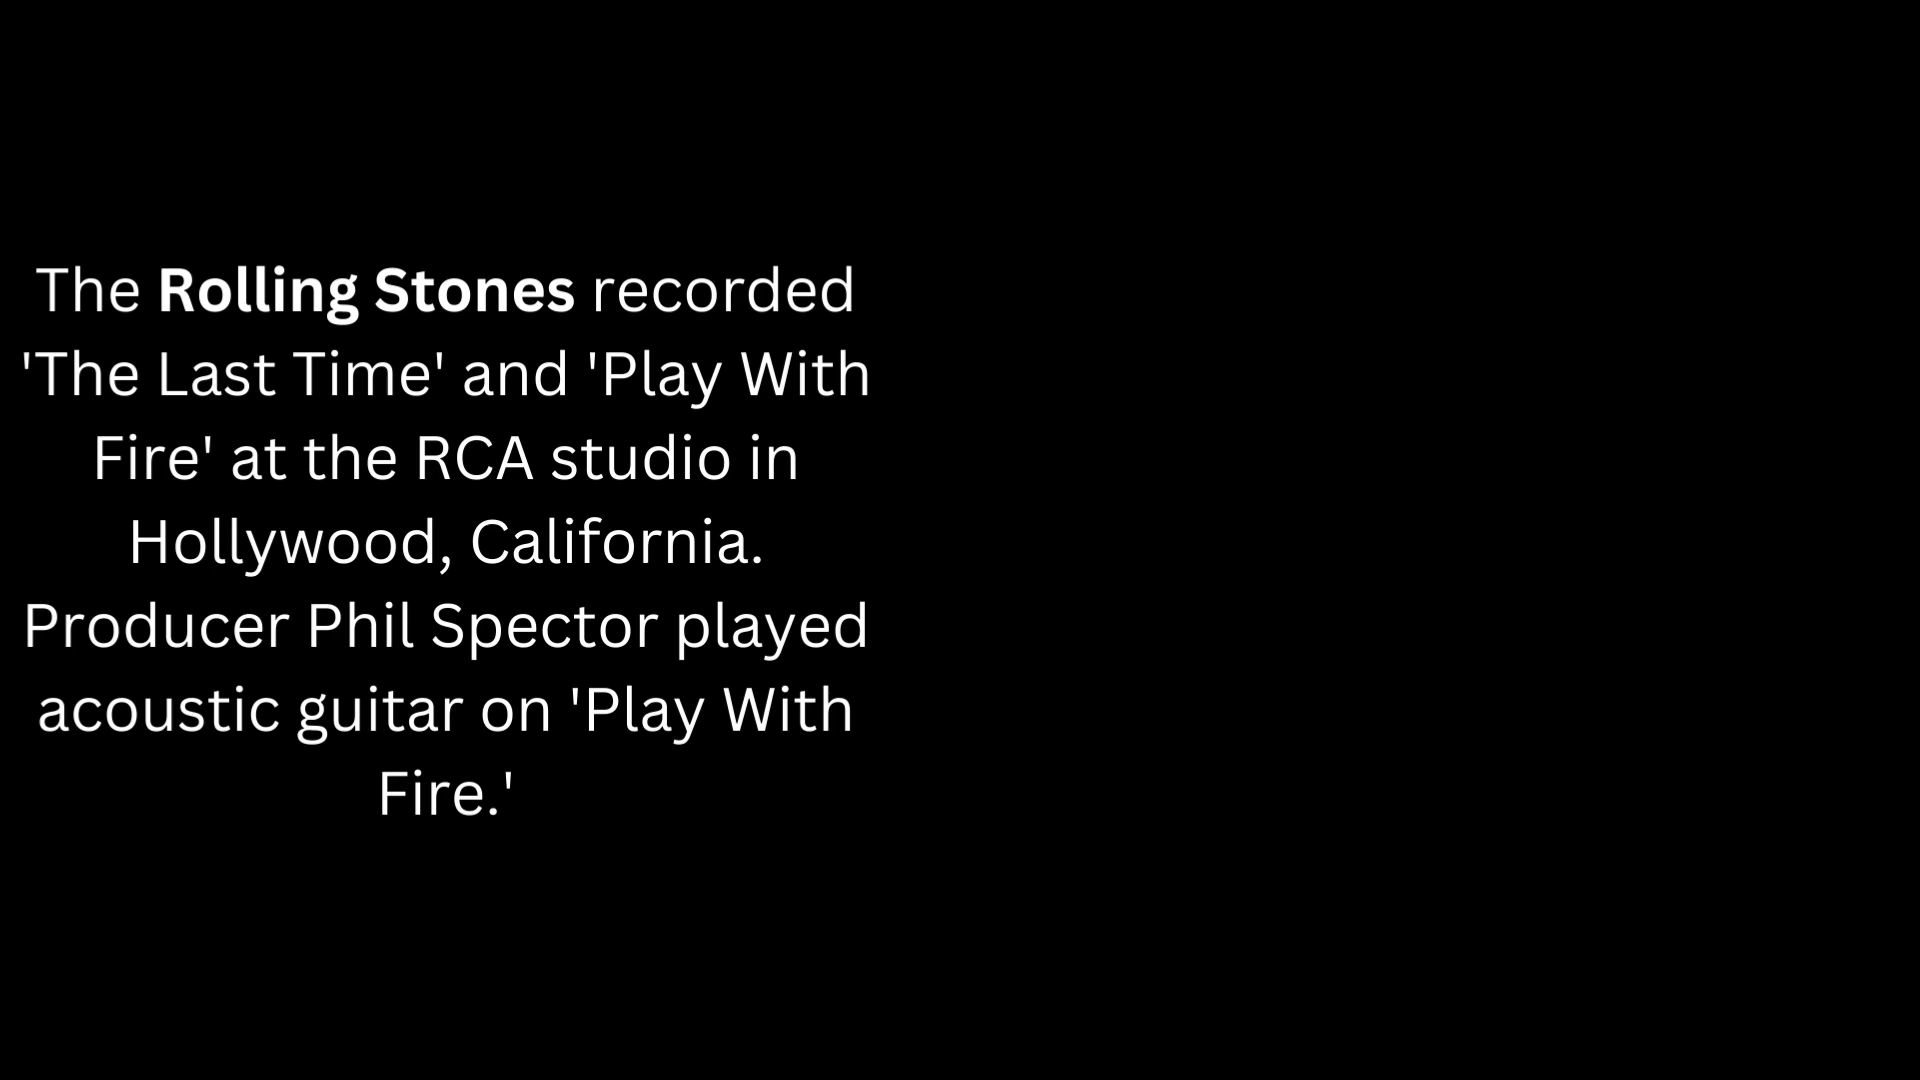 The Rolling Stones recorded
'The Last Time' and 'Play With
Fire' at the RCA studio in
Hollywood, California.
Producer Phil Spector played
acoustic guitar on 'Play With
Fire.'